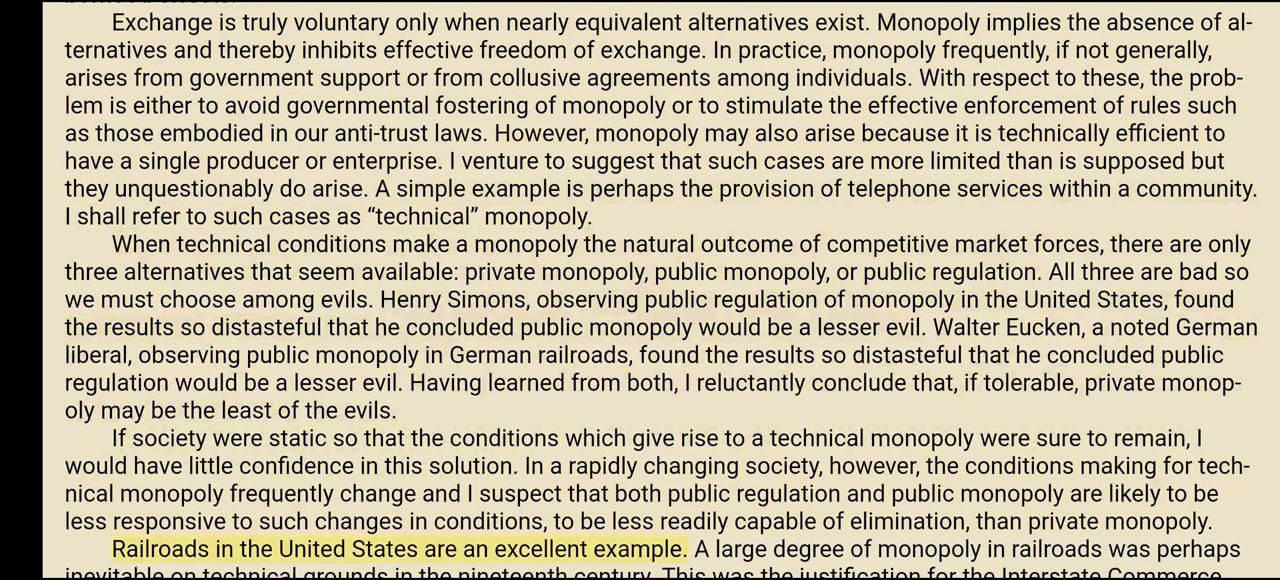 Exchange is truly voluntary only when nearly equivalent alternatives exist. Monopoly implies the absence of al-
ternatives and thereby inhibits effective freedom of exchange. In practice, monopoly frequently, if not generally,
arises from government support or from collusive agreements among individuals. With respect to these, the prob-
lem is either to avoid governmental fostering of monopoly or to stimulate the effective enforcement of rules such
as those embodied in our anti-trust laws. However, monopoly may also arise because it is technically efficient to
have a single producer or enterprise. I venture to suggest that such cases are more limited than is supposed but
they unquestionably do arise. A simple example is perhaps the provision of telephone services within a community.
I shall refer to such cases as “technical” monopoly.
When technical conditions make a monopoly the natural outcome of competitive market forces, there are only
three alternatives that seem available: private monopoly, public monopoly, or public regulation. All three are bad so
we must choose among evils. Henry Simons, observing public regulation of monopoly in the United States, found
the results so distasteful that he concluded public monopoly would be a lesser evil. Walter Eucken, a noted German
liberal, observing public monopoly in German railroads, found the results so distasteful that he concluded public
regulation would be a lesser evil. Having learned from both, I reluctantly conclude that, if tolerable, private monop-
oly may be the least of the evils.
If society were static so that the conditions which give rise to a technical monopoly were sure to remain, I
would have little confidence in this solution. In a rapidly changing society, however, the conditions making for tech-
nical monopoly frequently change and I suspect that both public regulation and public monopoly are likely to be
less responsive to such changes in conditions, to be less readily capable of elimination, than private monopoly.
Railroads in the United States are an excellent example. A large degree of monopoly in railroads was perhaps
inevitable on technical grounds in the nineteenth century. This was the justification for the Interstate Commerce